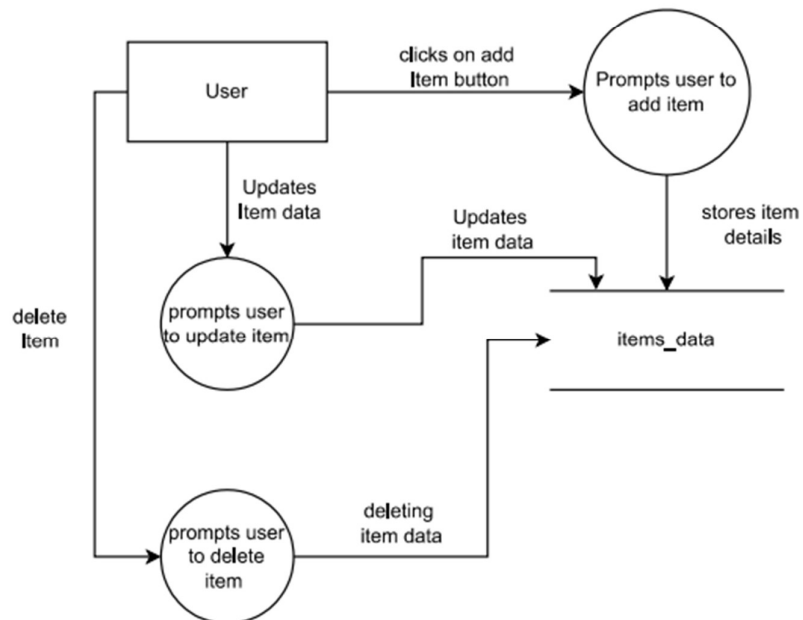 User
clicks on add
Item button
Prompts user to
add item
Updates
Item data
Updates
item data
stores item
details
delete
Item
prompts user
to update item
items_data
deleting
item data
prompts user
to delete
item